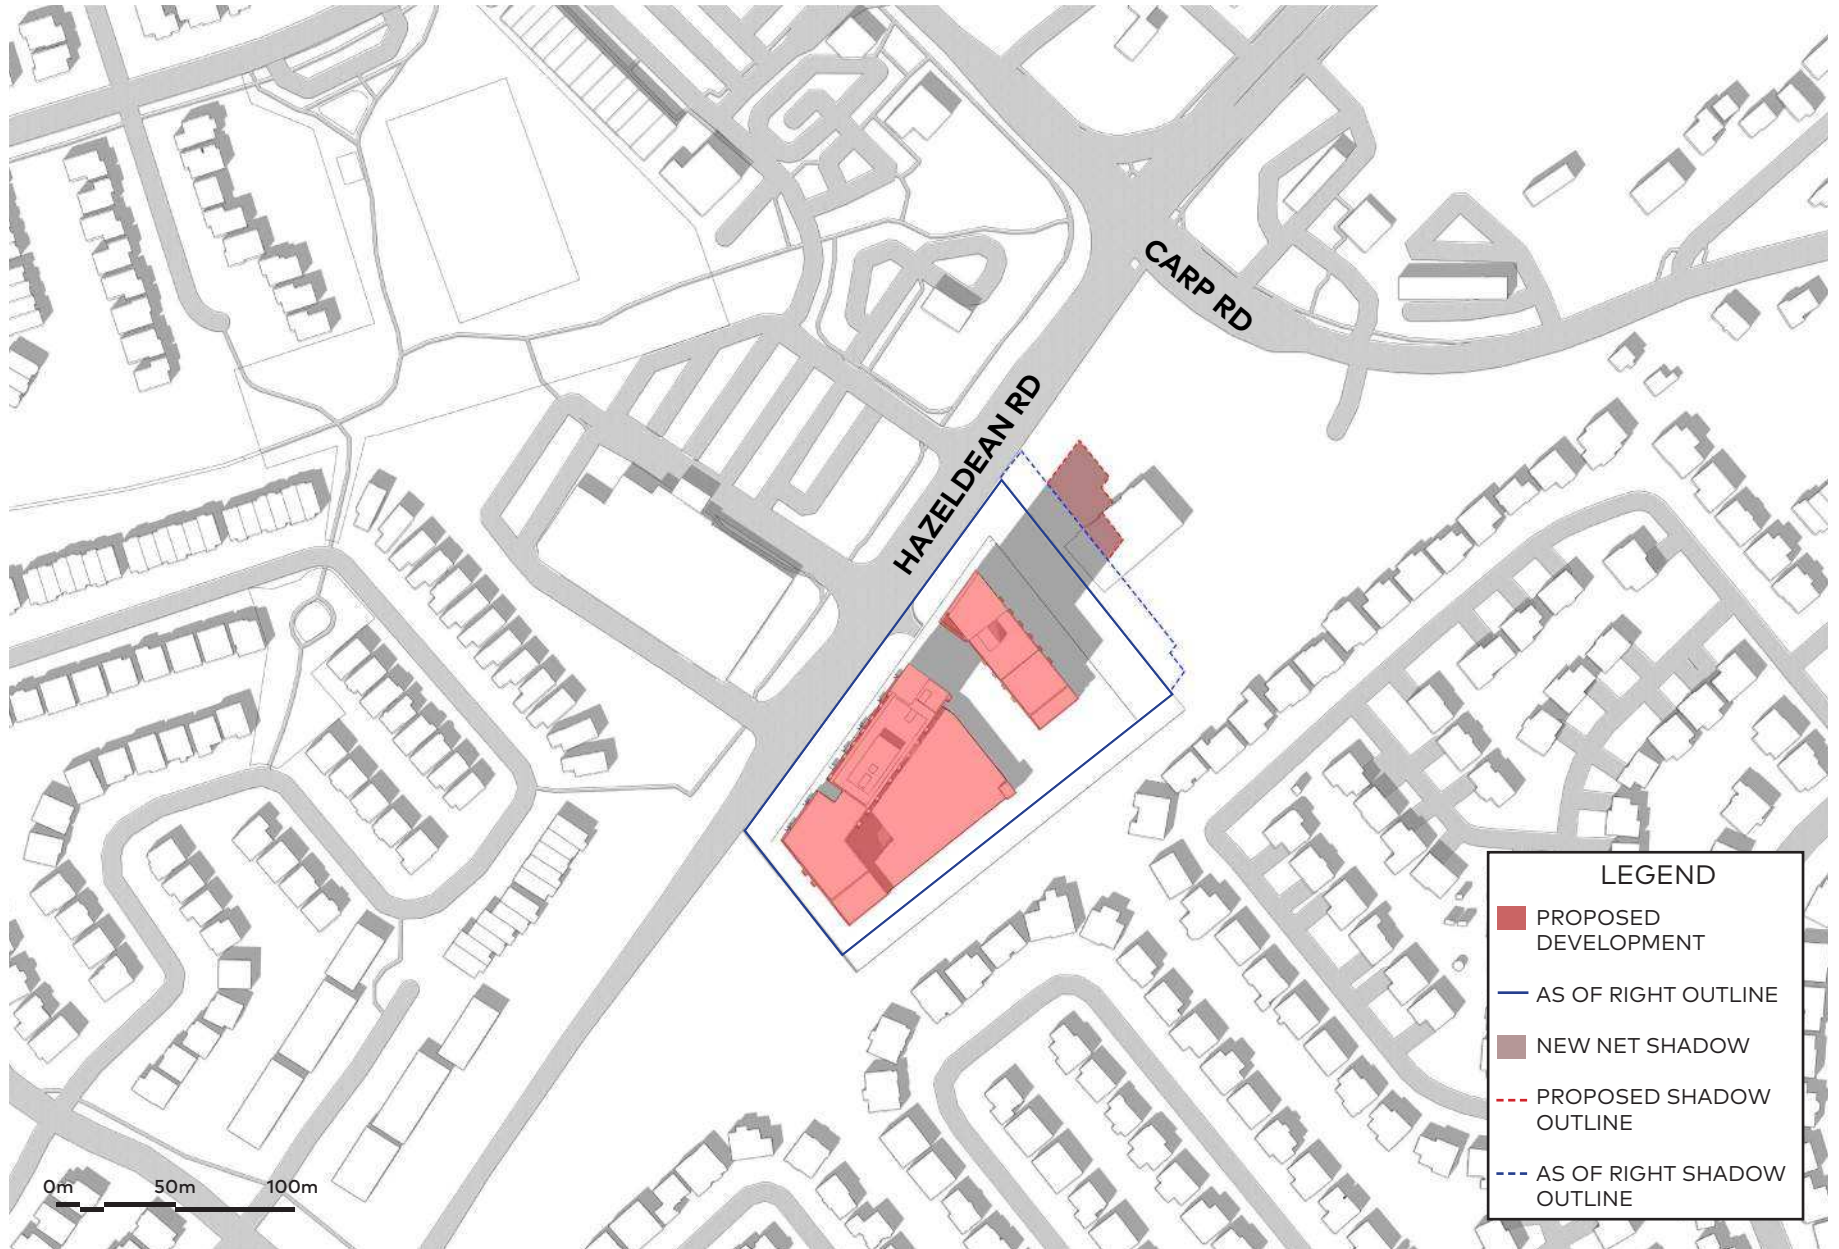 CARP RD
HAZELDEAN RD
LEGEND
PROPOSED
DEVELOPMENT
AS OF RIGHT OUTLINE
NEW NET SHADOW
PROPOSED SHADOW
OUTLINE
AS OF RIGHT SHADOW
OUTLINE
0m 50m 100m